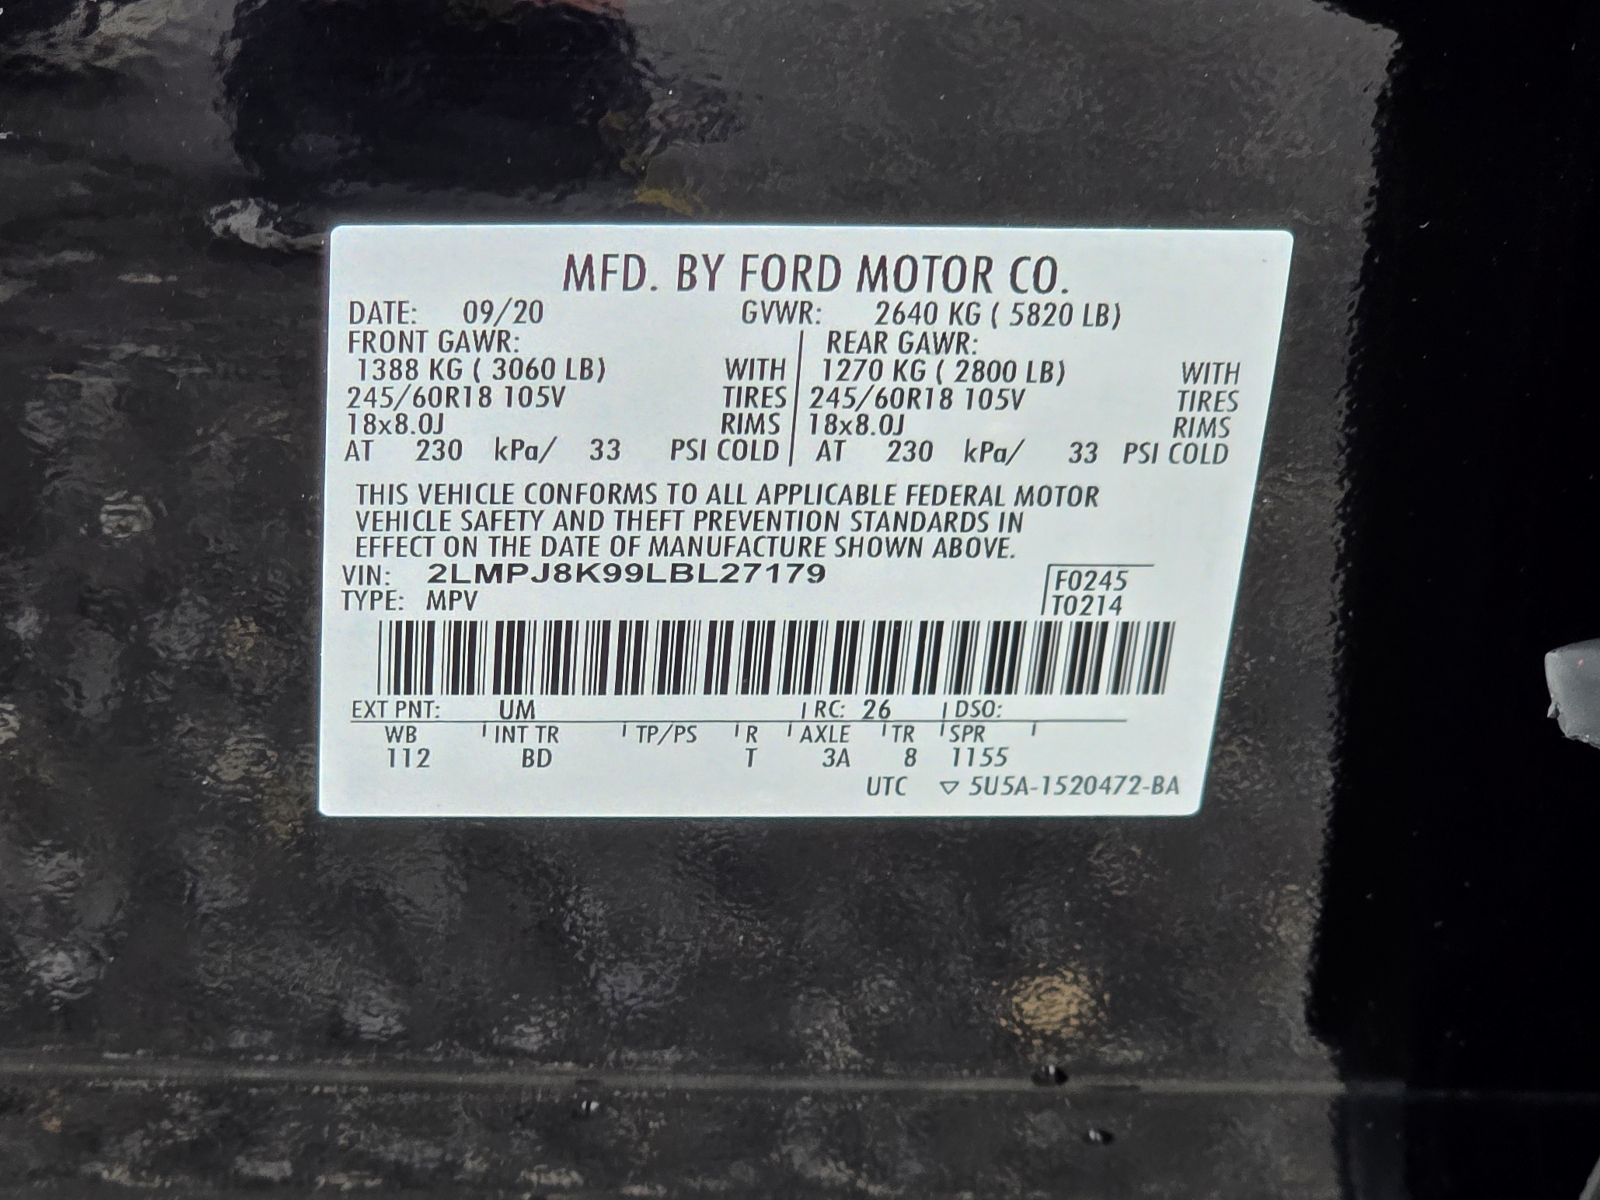 MFD. BY FORD MOTOR CO.
DATE: 09/20 GVWR: 2640 KG ( 5820 LB)
FRONT GAWR: REAR GAWR:
1388 KG ( 3060 LB) WITH 1270 KG ( 2800 LB) WITH
245/60R18 105V TIRES 245/60R18 105V TIRES
18x8.0J RIMS 18x8.0J RIMS
AT 230 kPa/ 33 PSI COLD AT 230 kPa/ 33 PSI COLD
THIS VEHICLE CONFORMS TO ALL APPLICABLE FEDERAL MOTOR
VEHICLE SAFETY AND THEFT PREVENTION STANDARDS IN
EFFECT ON THE DATE OF MANUFACTURE SHOWN ABOVE.
VIN: 2LMPJ8K99LBL27179 F0245
TYPE: MPV T0214
EXT PNT: UM RC: 26 DSO:
WB INT TR TP/PS R AXLE TR SPR
112 BD T 3A 8 1155
UTC ▽ 5U5A-1520472-BA